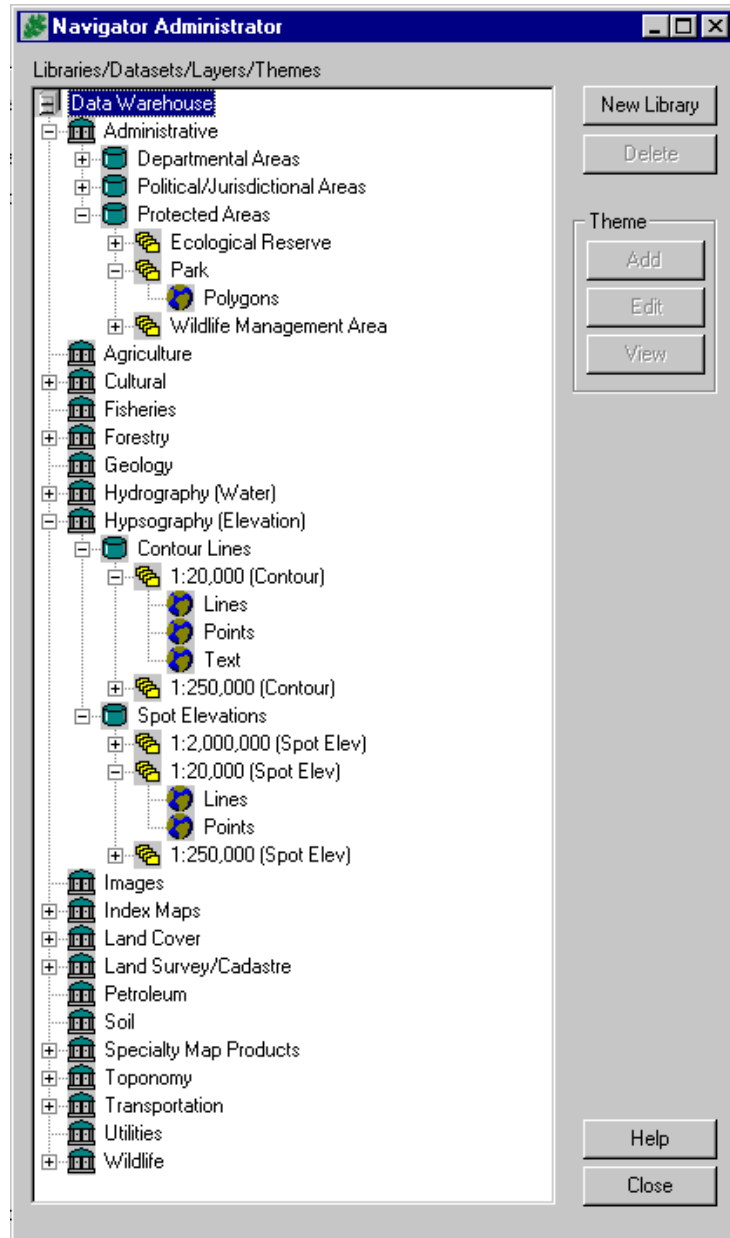 Navigator Administrator
Libraries/Datasets/Layers/Themes
Data Warehouse
Administrative
Departmental Areas
Political/Jurisdictional Areas
Protected Areas
Ecological Reserve
Park
Polygons
Wildlife Management Area
Agriculture
Cultural
Fisheries
Forestry
Geology
Hydrography (Water)
Hypsography (Elevation)
Contour Lines
1:20,000 (Contour)
Lines
Points
Text
1:250,000 (Contour)
Spot Elevations
1:2,000,000 (Spot Elev)
1:20,000 (Spot Elev)
Lines
Points
1:250,000 (Spot Elev)
Images
Index Maps
Land Cover
Land Survey/Cadastre
Petroleum
Soil
Specialty Map Products
Toponomy
Transportation
Utilities
Wildlife
New Library
Delete
Theme
Add
Edit
View
Help
Close